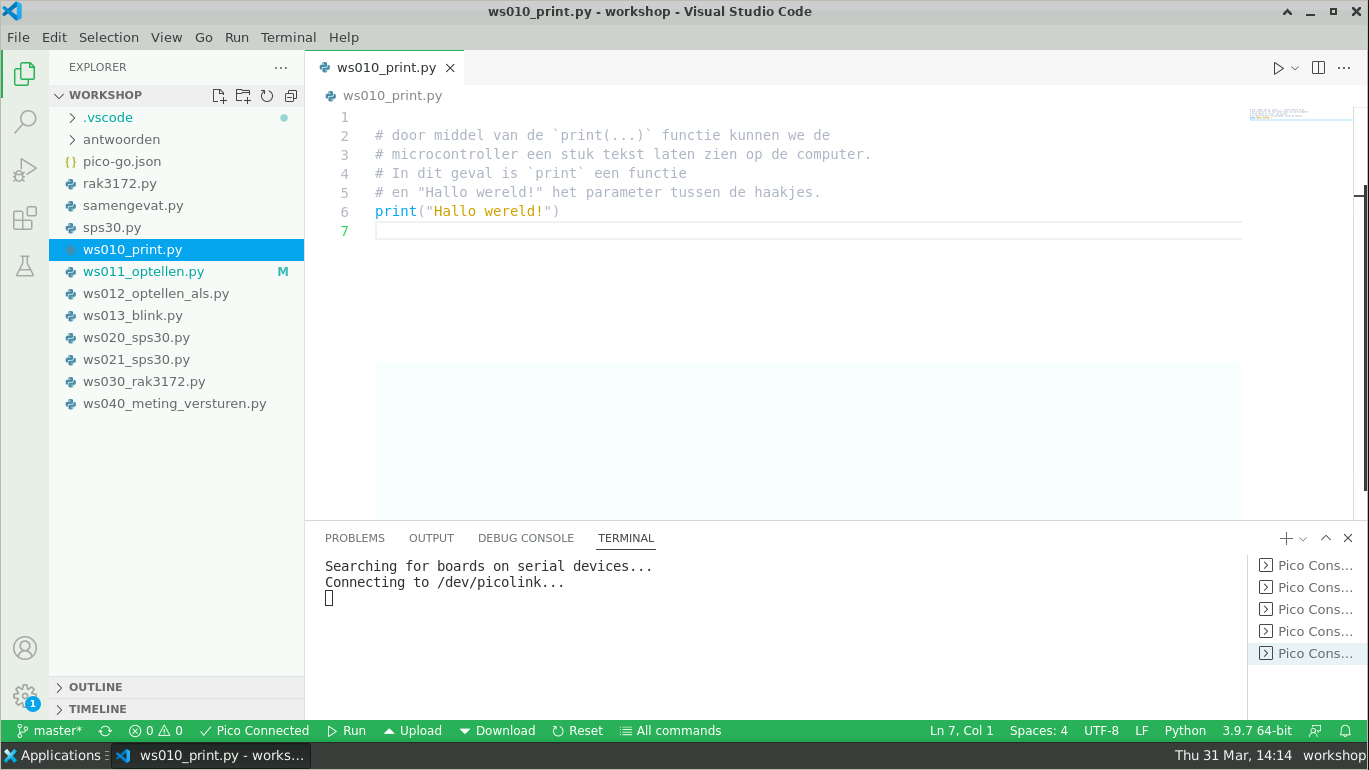 ws010_print.py - workshop - Visual Studio Code
File Edit Selection View Go Run Terminal Help
EXPLORER
WORKSHOP
.vscode
antwoorden
pico-go.json
rak3172.py
samengevat.py
sps30.py
ws010_print.py
ws011_optellen.py M
ws012_optellen_als.py
ws013_blink.py
ws020_sps30.py
ws021_sps30.py
ws030_rak3172.py
ws040_meting_versturen.py
OUTLINE
TIMELINE
1
ws010_print.py
ws010_print.py
1
2 # door middel van de `print(...)` functie kunnen we de
3 # microcontroller een stuk tekst laten zien op de computer.
4 # In dit geval is `print` een functie
5 # en "Hallo wereld!" het parameter tussen de haakjes.
6 print("Hallo wereld!")
7
PROBLEMS OUTPUT DEBUG CONSOLE TERMINAL
Searching for boards on serial devices...
Connecting to /dev/picolink...
Pico Cons...
Pico Cons...
Pico Cons...
Pico Cons...
Pico Cons...
master* 0 0 Pico Connected Run Upload Download Reset All commands Ln 7, Col 1 Spaces: 4 UTF-8 LF Python 3.9.7 64-bit
Applications ws010_print.py - works... Thu 31 Mar, 14:14 workshop